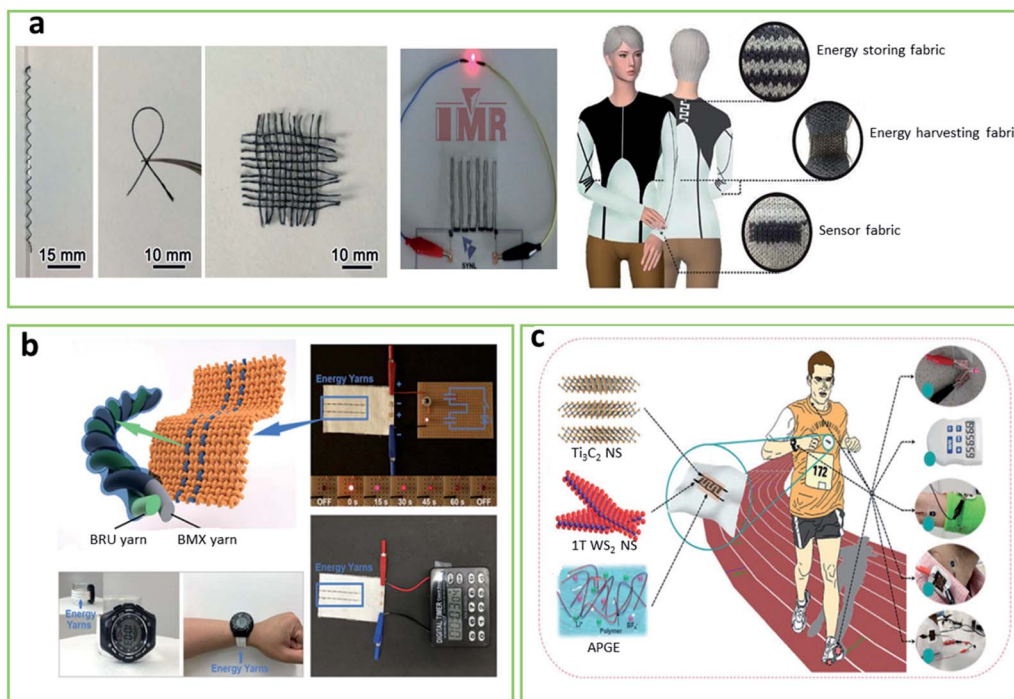 a
15 mm
10 mm
10 mm
IMR
SYNL
Energy storing fabric
Energy harvesting fabric
Sensor fabric
b
BRU yarn
BMX yarn
Energy Yarns
+
-
+
-
OFF 0 s 15 s 30 s 45 s 60 s OFF
Energy Yarns
DIGITAL TIMER
Energy Yarns
Energy Yarns
c
Ti₃C₂ NS
1T WS₂ NS
Polymer
APGE
172